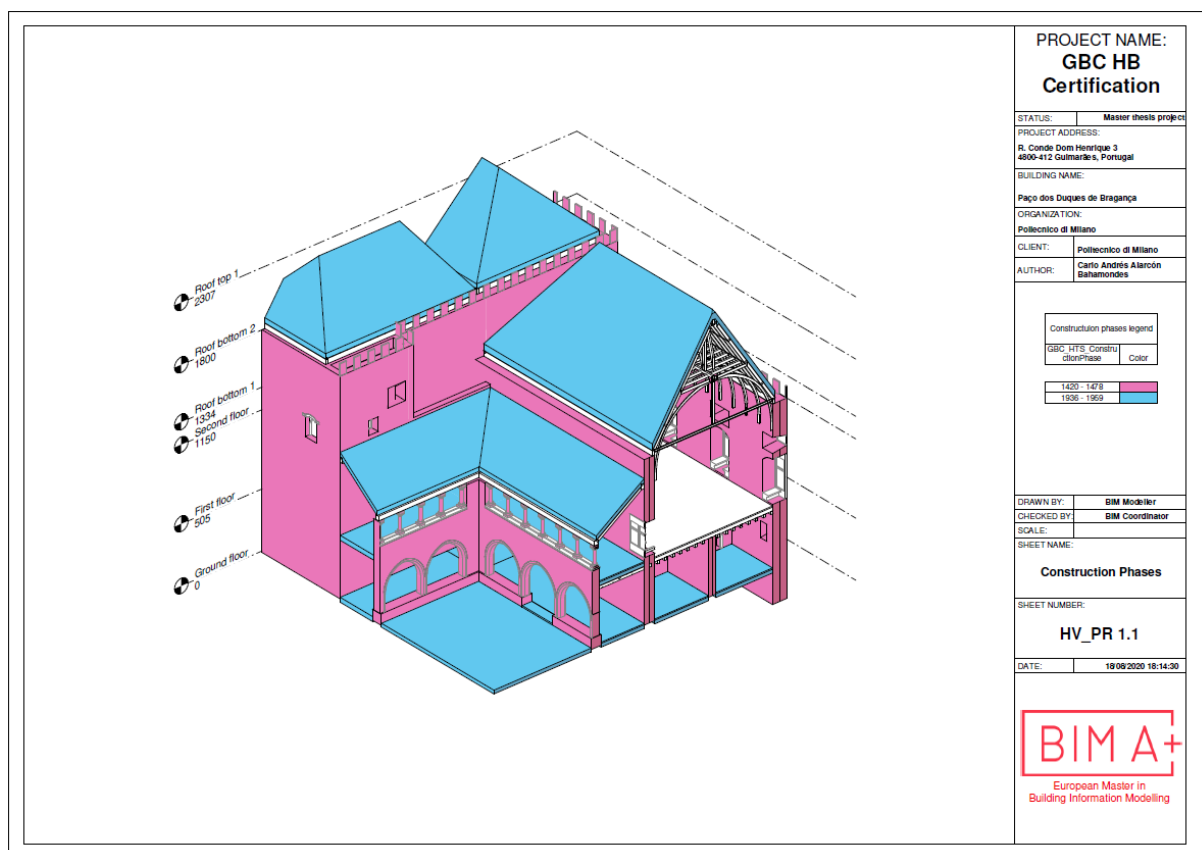 PROJECT NAME:
GBC HB
Certification
STATUS: Master thesis project
PROJECT ADDRESS:
R. Conde Dom Henrique 3
4800-412 Guimarães, Portugal
BUILDING NAME:
Paço dos Duques de Bragança
ORGANIZATION:
Politecnico di Milano
CLIENT: Politecnico di Milano
AUTHOR: Carlo Andrés Alarcón
Bahamondes
Constructuion phases legend
GBC_HTS_Constru
ctionPhase Color
1420 - 1478
1936 - 1959
DRAWN BY: BIM Modeller
CHECKED BY: BIM Coordinator
SCALE:
SHEET NAME:
Construction Phases
SHEET NUMBER:
HV_PR 1.1
DATE: 18/08/2020 18:14:30
BIM A+
European Master in
Building Information Modelling
Roof top 1
2307
Roof bottom 2
1800
Roof bottom 1
1334
Second floor
1150
First floor
505
Ground floor
0